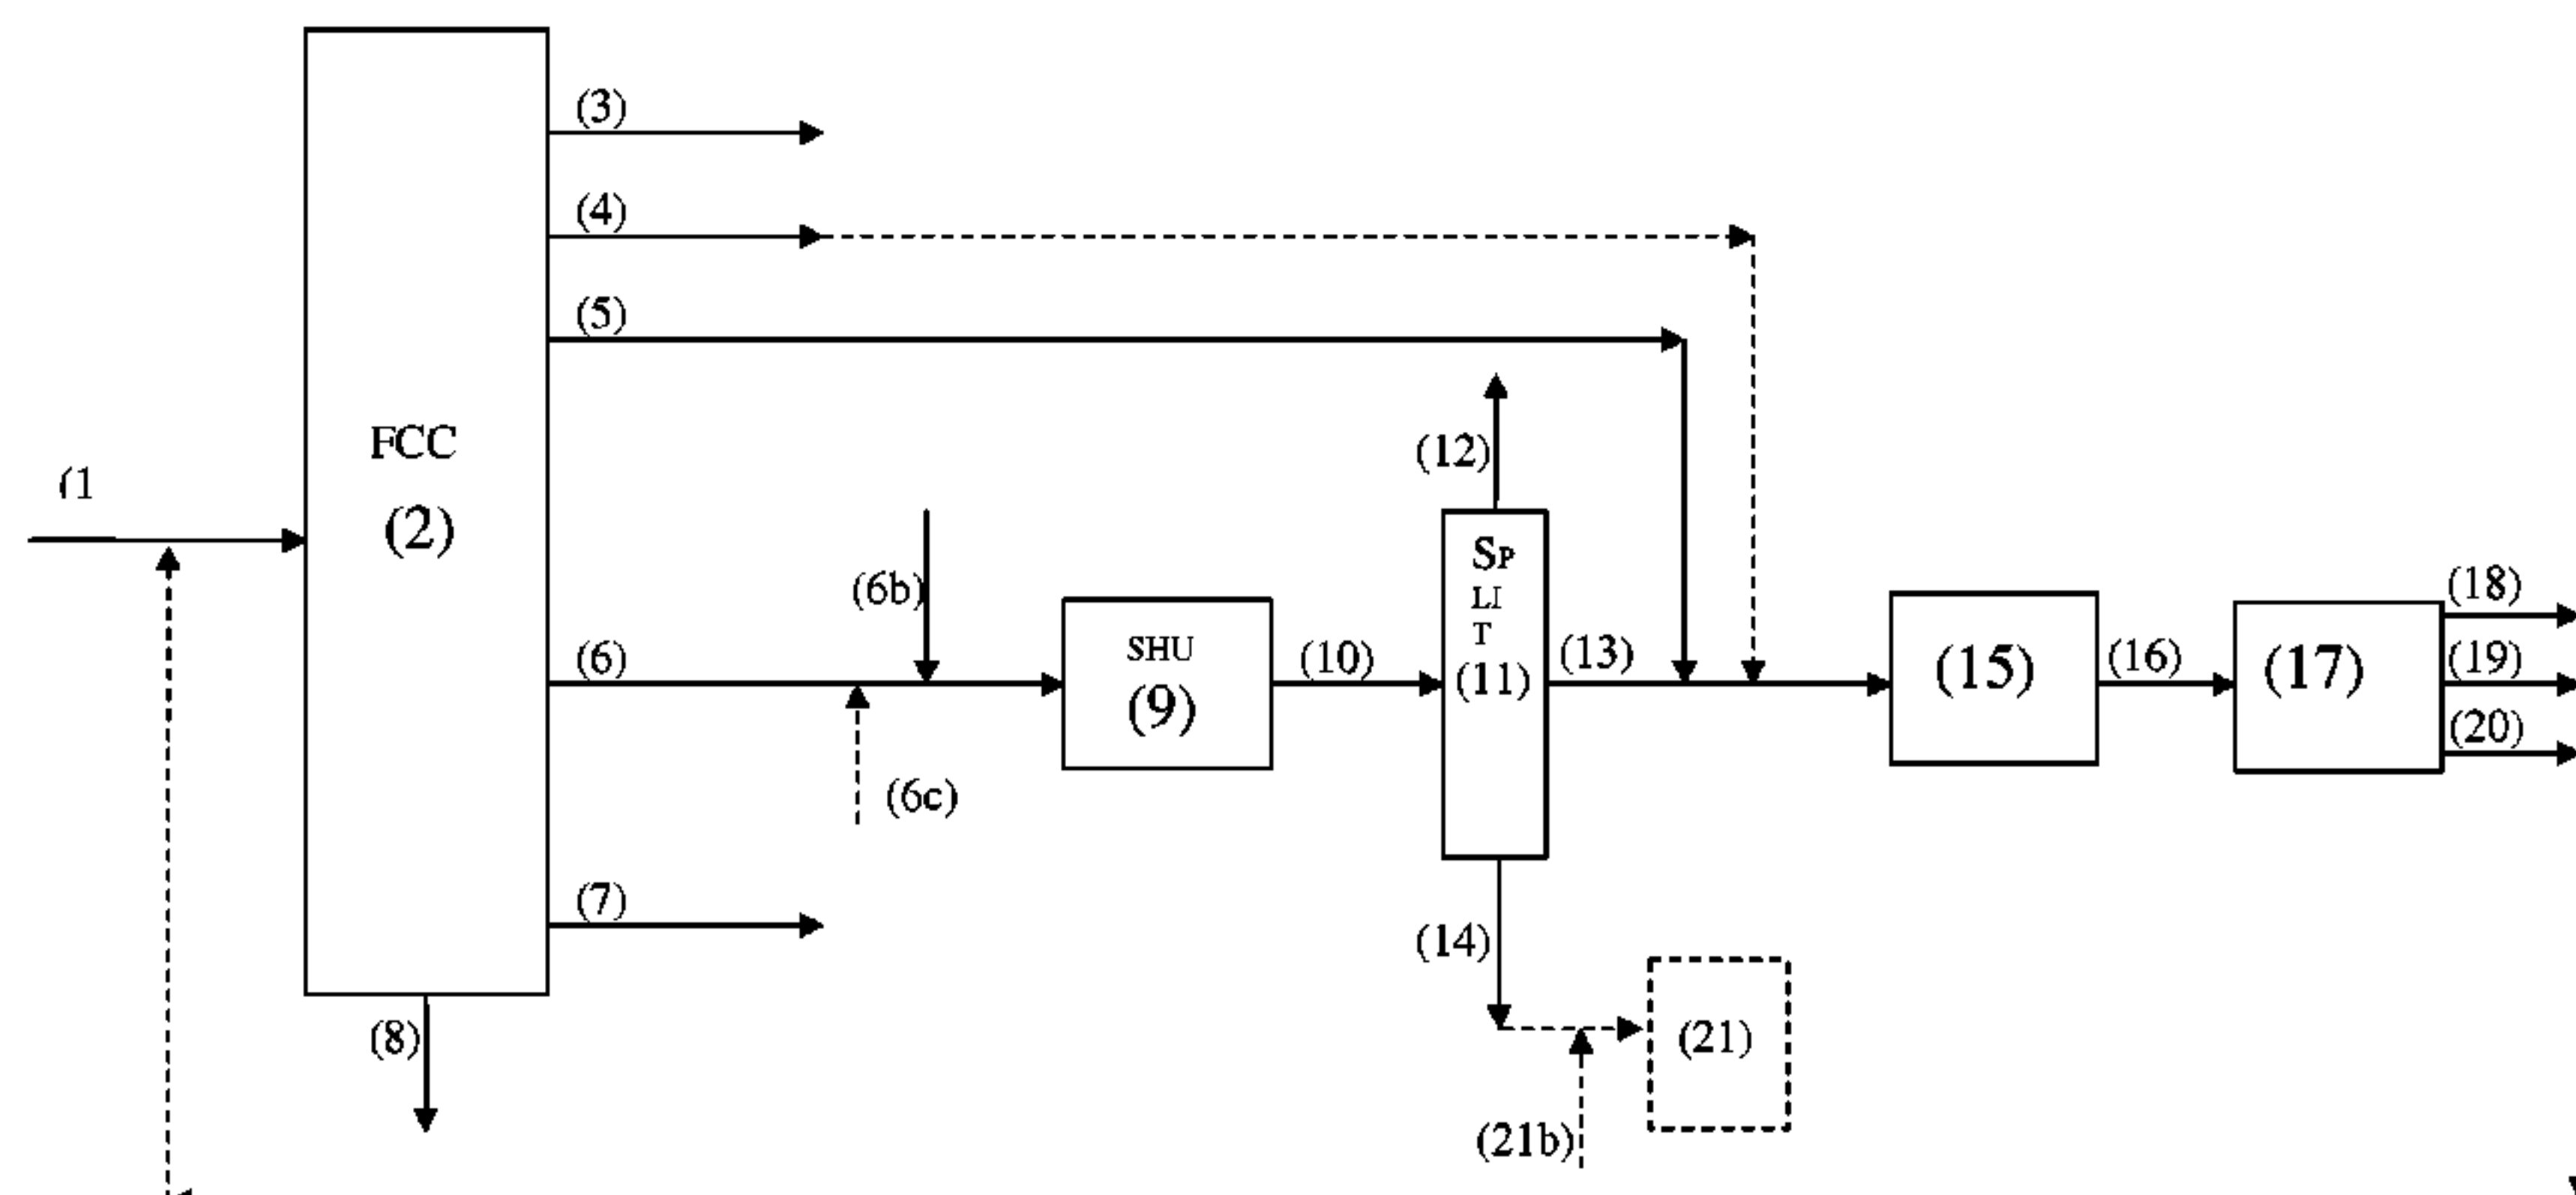 (3)
(4)
(5)
FCC
(2)
(1
(12)
(6b)
SP
LI
T
(11)
(6)
SHU
(9)
(10)
(13)
(15)
(16)
(17)
(18)
(19)
(20)
(6c)
(7)
(14)
(8)
(21)
(21b)